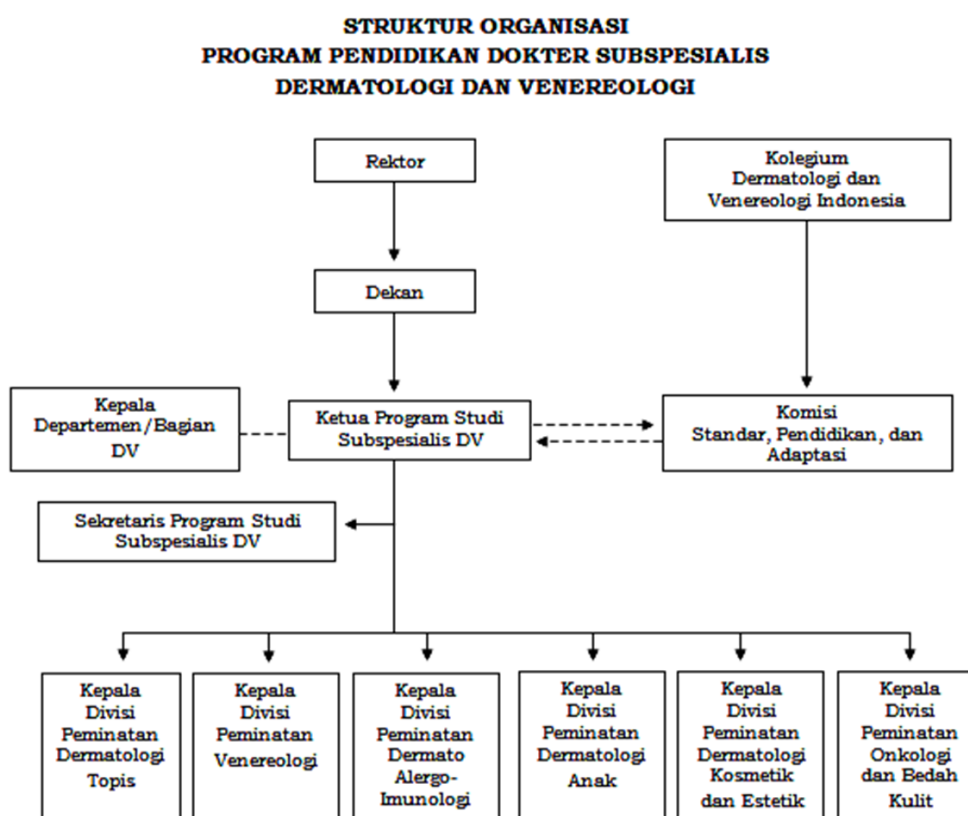 STRUKTUR ORGANISASI
PROGRAM PENDIDIKAN DOKTER SUBSPESIALIS
DERMATOLOGI DAN VENEREOLOGI
Rektor
Kolegium
Dermatologi dan
Venereologi Indonesia
Dekan
Kepala
Departemen/Bagian
DV
Ketua Program Studi
Subspesialis DV
Komisi
Standar, Pendidikan, dan
Adaptasi
Sekretaris Program Studi
Subspesialis DV
Kepala
Divisi
Peminatan
Dermatologi
Topis
Kepala
Divisi
Peminatan
Venereologi
Kepala
Divisi
Peminatan
Dermato
Alergo-
Imunologi
Kepala
Divisi
Peminatan
Dermatologi
Anak
Kepala
Divisi
Peminatan
Dermatologi
Kosmetik
dan Estetik
Kepala
Divisi
Peminatan
Onkologi
dan Bedah
Kulit